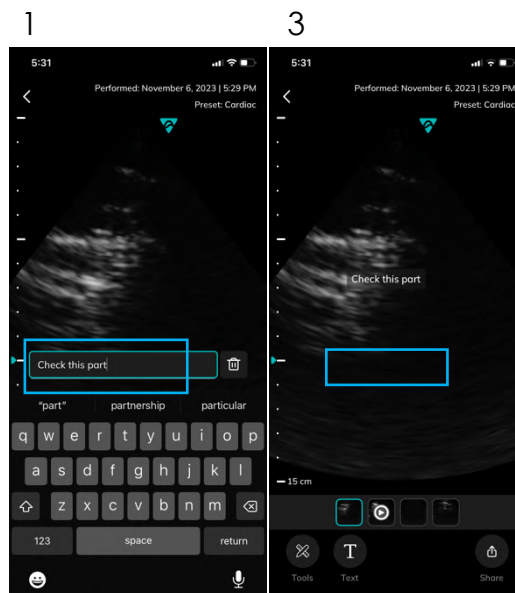 1
5:31
Performed: November 6, 2023 | 5:29 PM
Preset: Cardiac
Check this part
"part"
partnership
particular
q w e r t y u i o p
a s d f g h j k l
z x c v b n m
123
space
return
3
5:31
Performed: November 6, 2023 | 5:29 PM
Preset: Cardiac
Check this part
15 cm
T
Tools
Text
Share